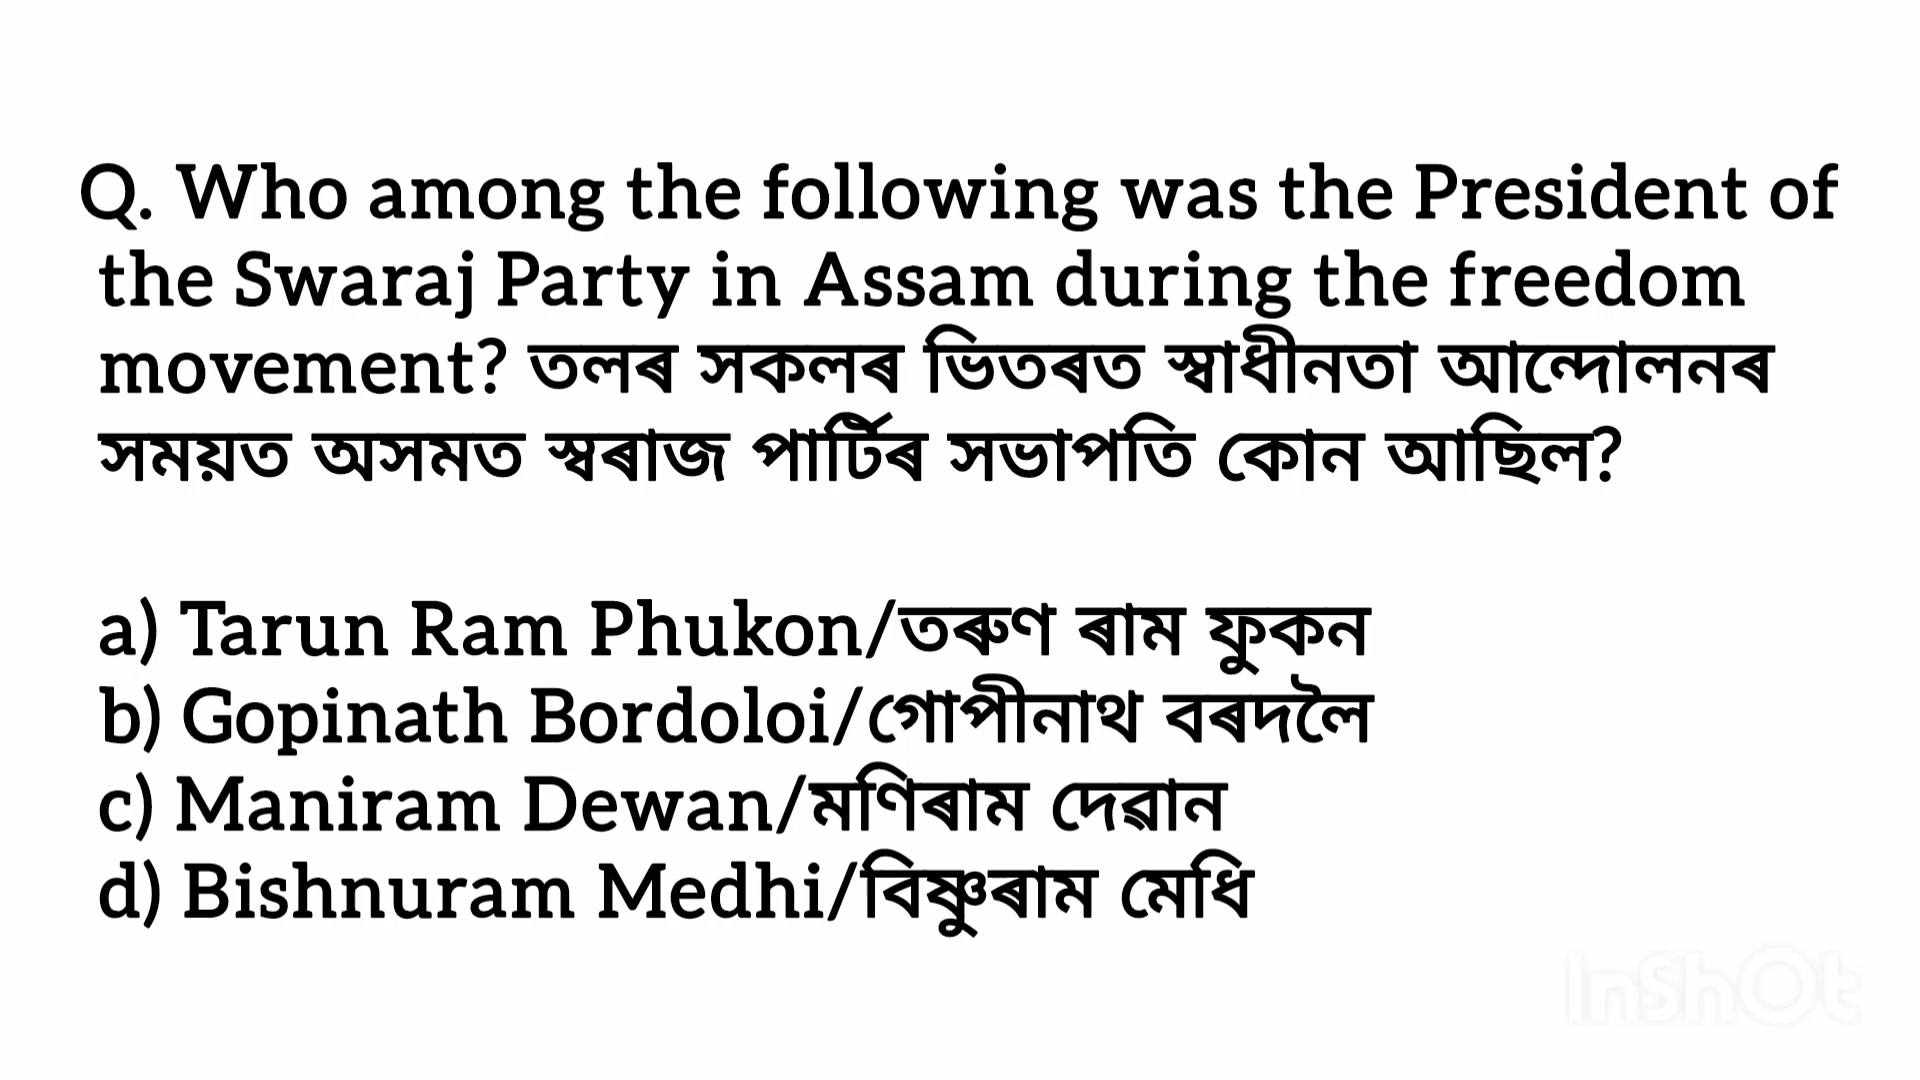 Q. Who among the following was the President of
the Swaraj Party in Assam during the freedom
movement? তলৰ সকলৰ ভিতৰত স্বাধীনতা আন্দোলনৰ
সময়ত অসমত স্বৰাজ পাৰ্টিৰ সভাপতি কোন আছিল?
a) Tarun Ram Phukon/তৰুণ ৰাম ফুকন
b) Gopinath Bordoloi/গোপীনাথ বৰদলৈ
c) Maniram Dewan/মণিৰাম দেৱান
d) Bishnuram Medhi/বিষ্ণুৰাম মেধি
InShOt